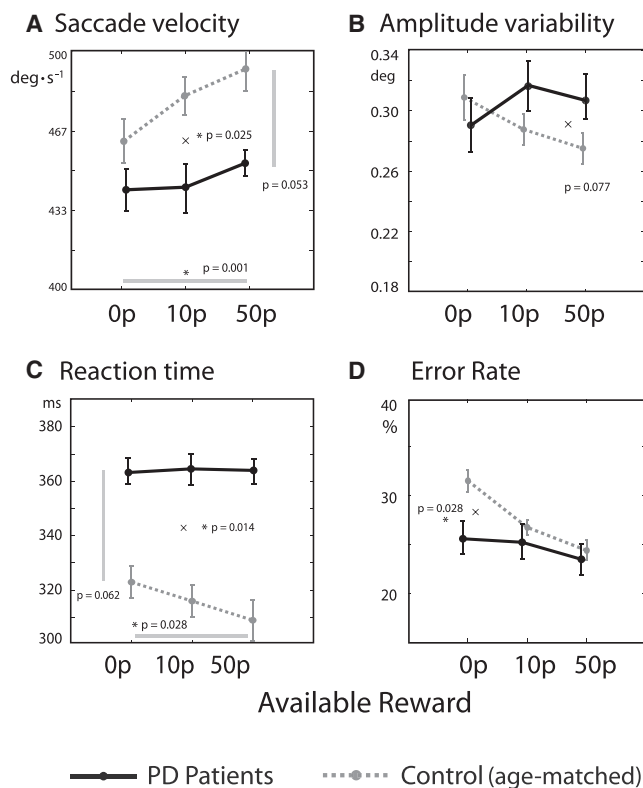 A Saccade velocity
500
deg·s⁻¹
467
433
400
× * p = 0.025
p = 0.053
* p = 0.001
0p 10p 50p
B Amplitude variability
0.34
deg
0.30
0.26
0.22
0.18
×
p = 0.077
0p 10p 50p
C Reaction time
ms
380
360
340
320
300
× * p = 0.014
p = 0.062
* p = 0.028
0p 10p 50p
D Error Rate
40
%
30
20
p = 0.028 ×
*
0p 10p 50p
Available Reward
PD Patients Control (age-matched)